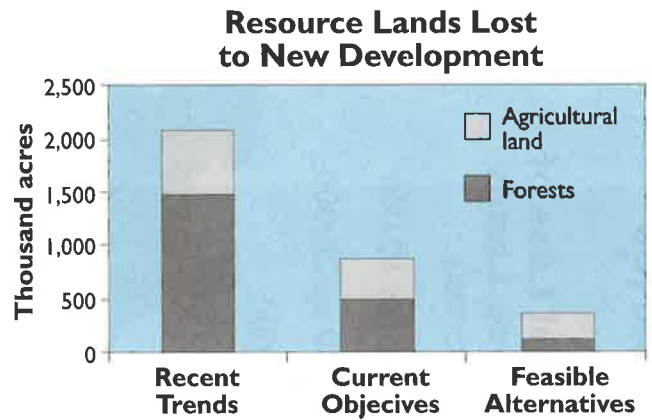 Resource Lands Lost
to New Development
2,500
2,000
1,500
1,000
500
0
Thousand acres
Agricultural
land
Forests
Recent
Trends
Current
Objecives
Feasible
Alternatives